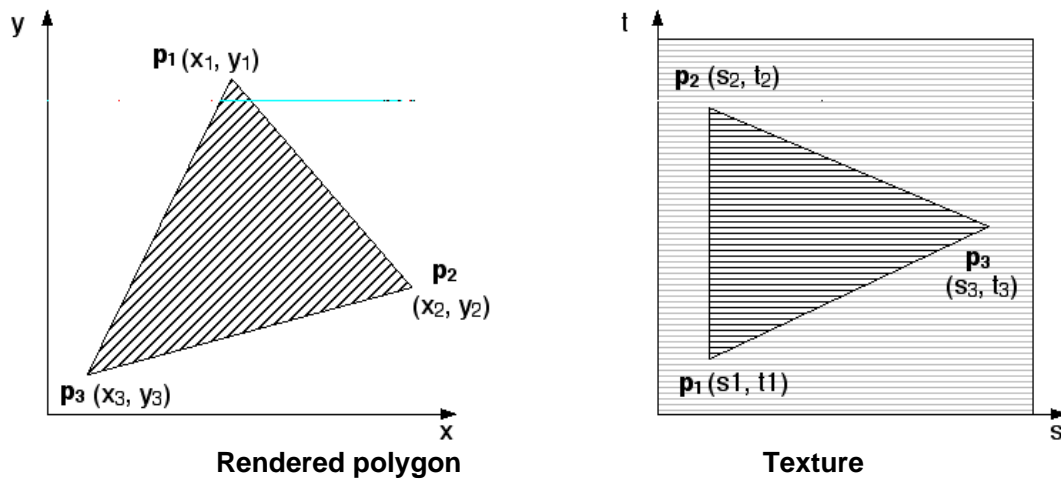 y
p1 (x1, y1)
p2
(x2, y2)
p3 (x3, y3)
x
Rendered polygon
t
p2 (s2, t2)
p3
(s3, t3)
p1 (s1, t1)
s
Texture